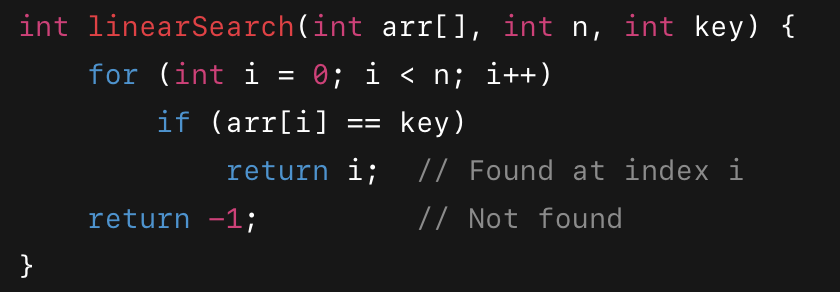 int linearSearch(int arr[], int n, int key) {
    for (int i = 0; i < n; i++)
        if (arr[i] == key)
            return i;  // Found at index i
    return -1;         // Not found
}